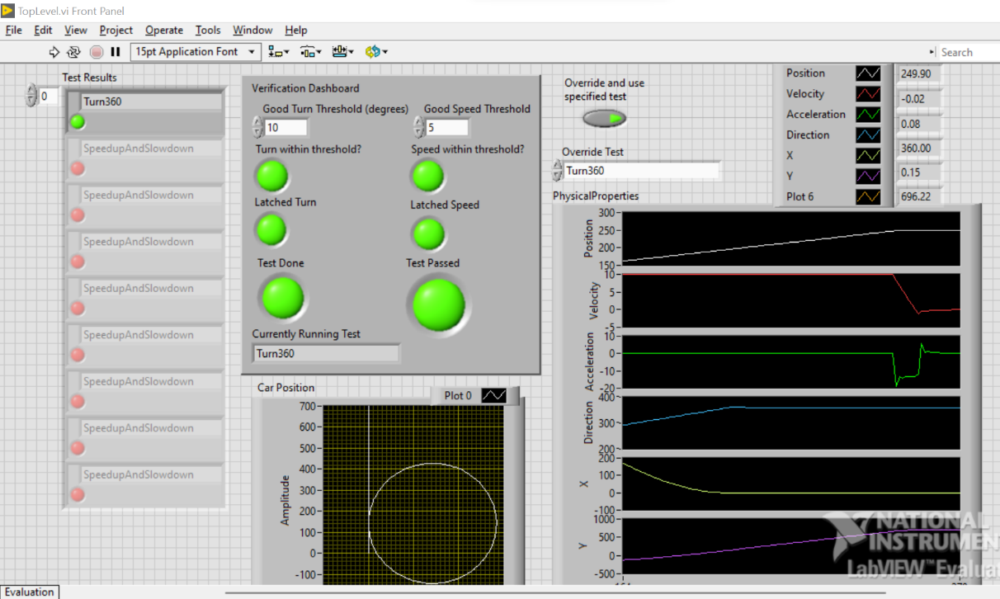 TopLevel.vi Front Panel
File Edit View Project Operate Tools Window Help
15pt Application Font
Search
Test Results
0
Turn360
SpeedupAndSlowdown
SpeedupAndSlowdown
SpeedupAndSlowdown
SpeedupAndSlowdown
SpeedupAndSlowdown
SpeedupAndSlowdown
SpeedupAndSlowdown
SpeedupAndSlowdown
Verification Dashboard
Good Turn Threshold (degrees) Good Speed Threshold
10 5
Turn within threshold? Speed within threshold?
Latched Turn Latched Speed
Test Done Test Passed
Currently Running Test
Turn360
Car Position
Plot 0
Amplitude
700
600
500
400
300
200
100
0
-100
Override and use
specified test
Override Test
Turn360
Position 249.90
Velocity -0.02
Acceleration 0.08
Direction 360.00
X 0.15
Y 696.22
Plot 6
PhysicalProperties
Position
300
250
200
150
Velocity
10
5
0
-5
Acceleration
10
0
-10
-20
Direction
400
300
200
X
200
100
0
-100
Y
1000
500
0
-500
NATIONAL
INSTRUMEN
LabVIEW™ Evaluat
Evaluation